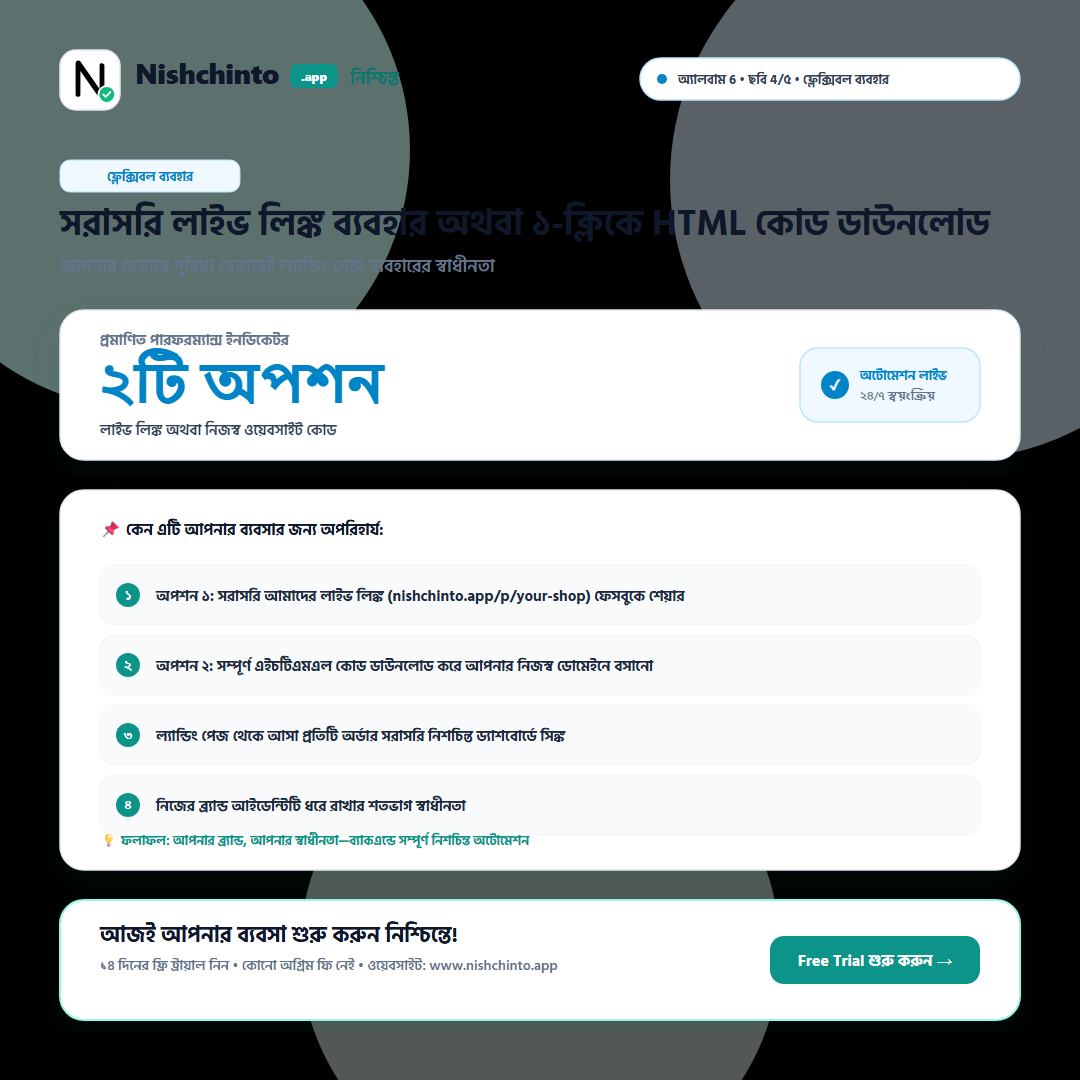 Nishchinto .app নিশ্চিন্ত
অ্যালবাম 6 • ছবি 4/৫ • ফ্লেক্সিবল ব্যবহার
ফ্লেক্সিবল ব্যবহার
সরাসরি লাইভ লিঙ্ক ব্যবহার অথবা ১-ক্লিকে HTML কোড ডাউনলোড
আপনার যেভাবে সুবিধা সেভাবেই ল্যান্ডিং পেজ ব্যবহারের স্বাধীনতা
প্রমাণিত পারফরম্যান্স ইনডিকেটর
২টি অপশন
লাইভ লিঙ্ক অথবা নিজস্ব ওয়েবসাইট কোড
✓ অটোমেশন লাইভ
২৪/৭ স্বয়ংক্রিয়
📌 কেন এটি আপনার ব্যবসার জন্য অপরিহার্য:
১ অপশন ১: সরাসরি আমাদের লাইভ লিঙ্ক (nishchinto.app/p/your-shop) ফেসবুকে শেয়ার
২ অপশন ২: সম্পূর্ণ এইচটিএমএল কোড ডাউনলোড করে আপনার নিজস্ব ডোমেইনে বসানো
৩ ল্যান্ডিং পেজ থেকে আসা প্রতিটি অর্ডার সরাসরি নিশচিন্ত ড্যাশবোর্ডে সিঙ্ক
৪ নিজের ব্র্যান্ড আইডেন্টিটি ধরে রাখার শতভাগ স্বাধীনতা
💡 ফলাফল: আপনার ব্র্যান্ড, আপনার স্বাধীনতা—ব্যাকএন্ডে সম্পূর্ণ নিশচিন্ত অটোমেশন
আজই আপনার ব্যবসা শুরু করুন নিশ্চিন্তে!
১৪ দিনের ফ্রি ট্রায়াল নিন • কোনো অগ্রিম ফি নেই • ওয়েবসাইট: www.nishchinto.app
Free Trial শুরু করুন →